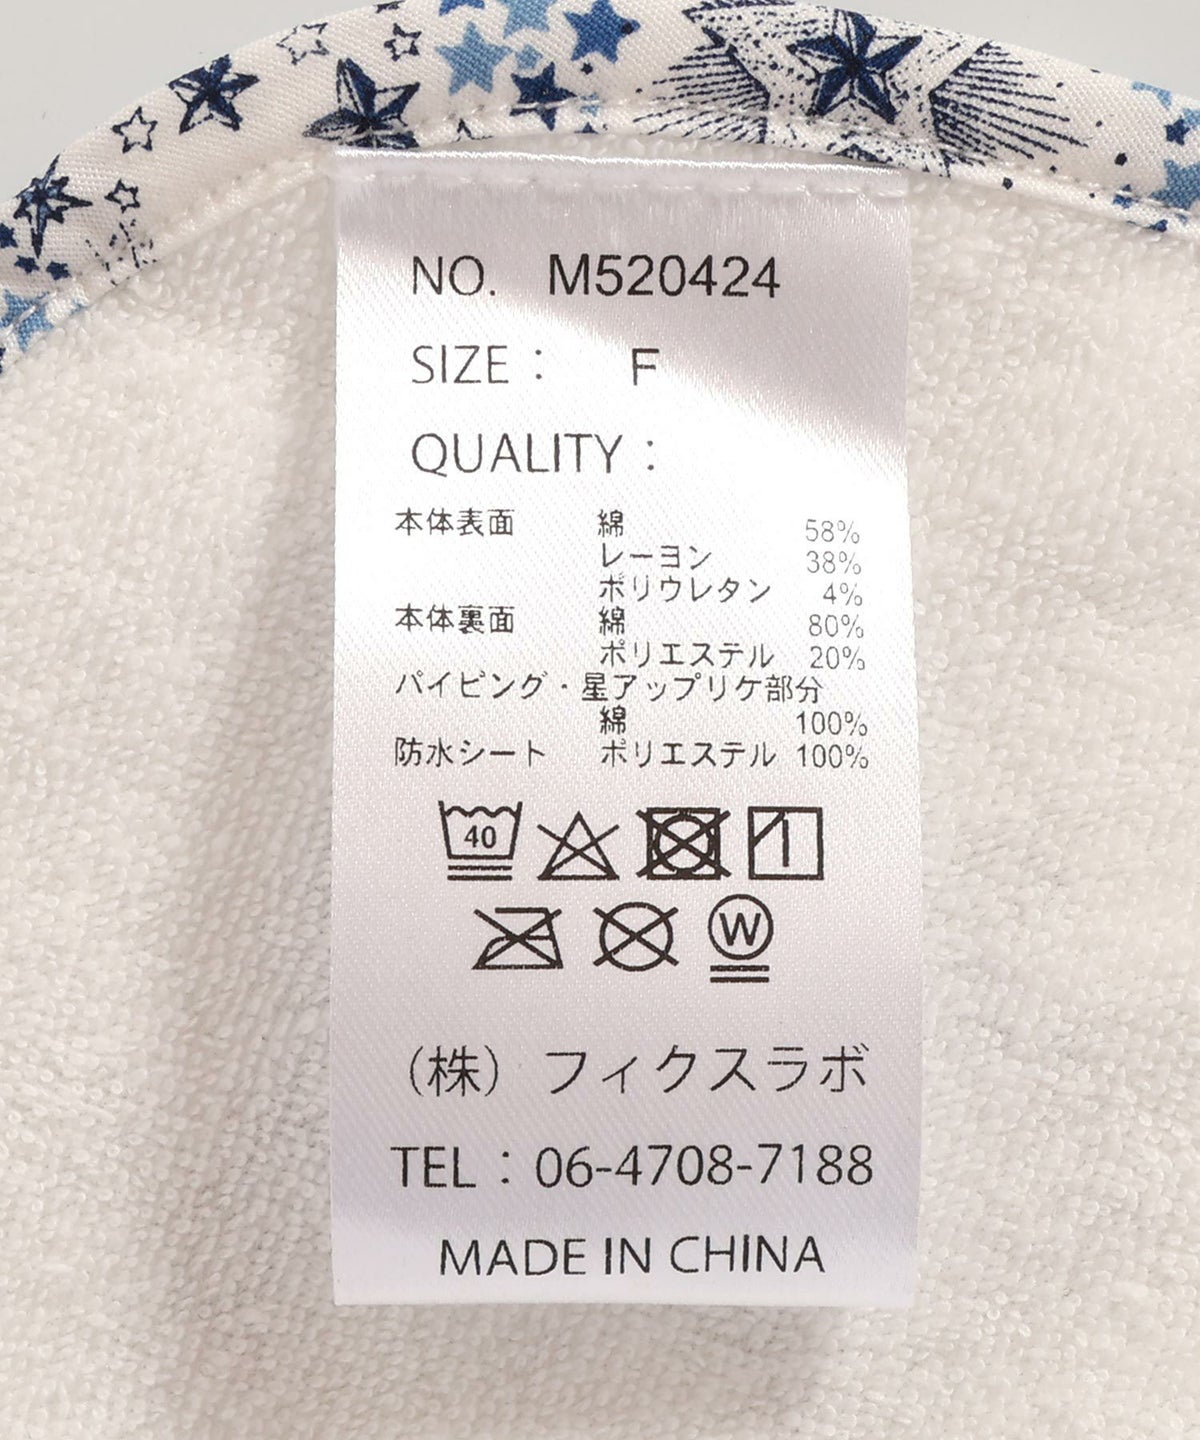 NO. M520424
SIZE： F
QUALITY：
本体表面 綿 58%
レーヨン 38%
ポリウレタン 4%
本体裏面 綿 80%
ポリエステル 20%
パイピング・星アップリケ部分
綿 100%
防水シート ポリエステル 100%
40
W
（株）フィクスラボ
TEL：06-4708-7188
MADE IN CHINA